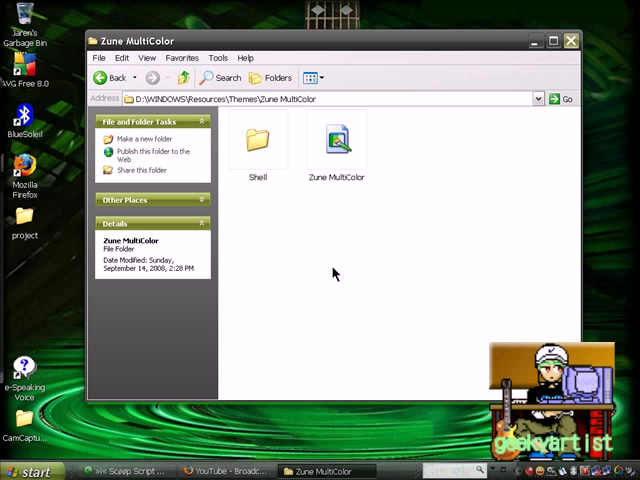 Jaren's
Garbage Bin
AVG Free 8.0
BlueSoleil
Mozilla
Firefox
project
e-Speaking
Voice
CamCaptu...
Zune MultiColor
File Edit View Favorites Tools Help
Back Search Folders
Address D:\WINDOWS\Resources\Themes\Zune MultiColor Go
File and Folder Tasks
Make a new folder
Publish this folder to the
Web
Share this folder
Other Places
Details
Zune MultiColor
File Folder
Date Modified: Sunday,
September 14, 2008, 2:28 PM
Shell
Zune MultiColor
geekyartist
start
Scøøp Script ...
YouTube - Broadc...
Zune MultiColor
Google